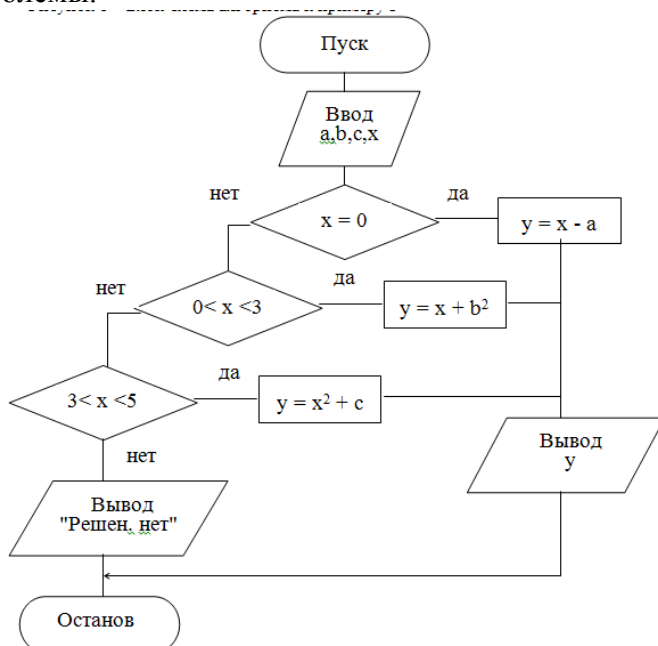 Пуск
Ввод
a,b,c,x
нет
да
x = 0
y = x - a
нет
да
0< x <3
y = x + b²
да
3< x <5
y = x² + c
нет
Вывод
y
Вывод
"Решен. нет"
Останов